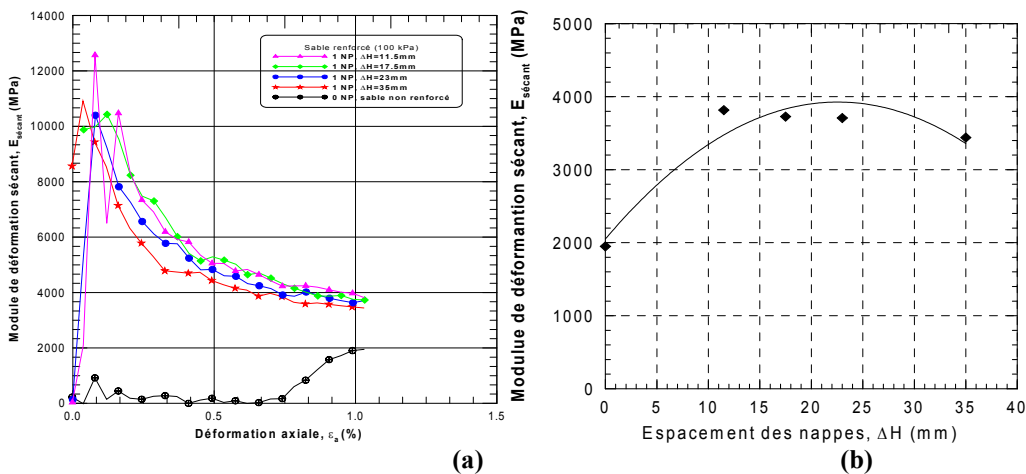 14000
12000
10000
8000
6000
4000
2000
0
0.0
0.5
1.0
1.5
Module de déformation sécant, Esécant (MPa)
Déformation axiale, εa (%)
Sable renforcé (100 kPa)
1 NP, ΔH=11.5mm
1 NP, ΔH=17.5mm
1 NP, ΔH=23mm
1 NP, ΔH=35mm
0 NP, sable non renforcé
(a)
5000
4000
3000
2000
1000
0
0
5
10
15
20
25
30
35
40
Modulue de déformantion sécant, Esécant (MPa)
Espacement des nappes, ΔH (mm)
(b)